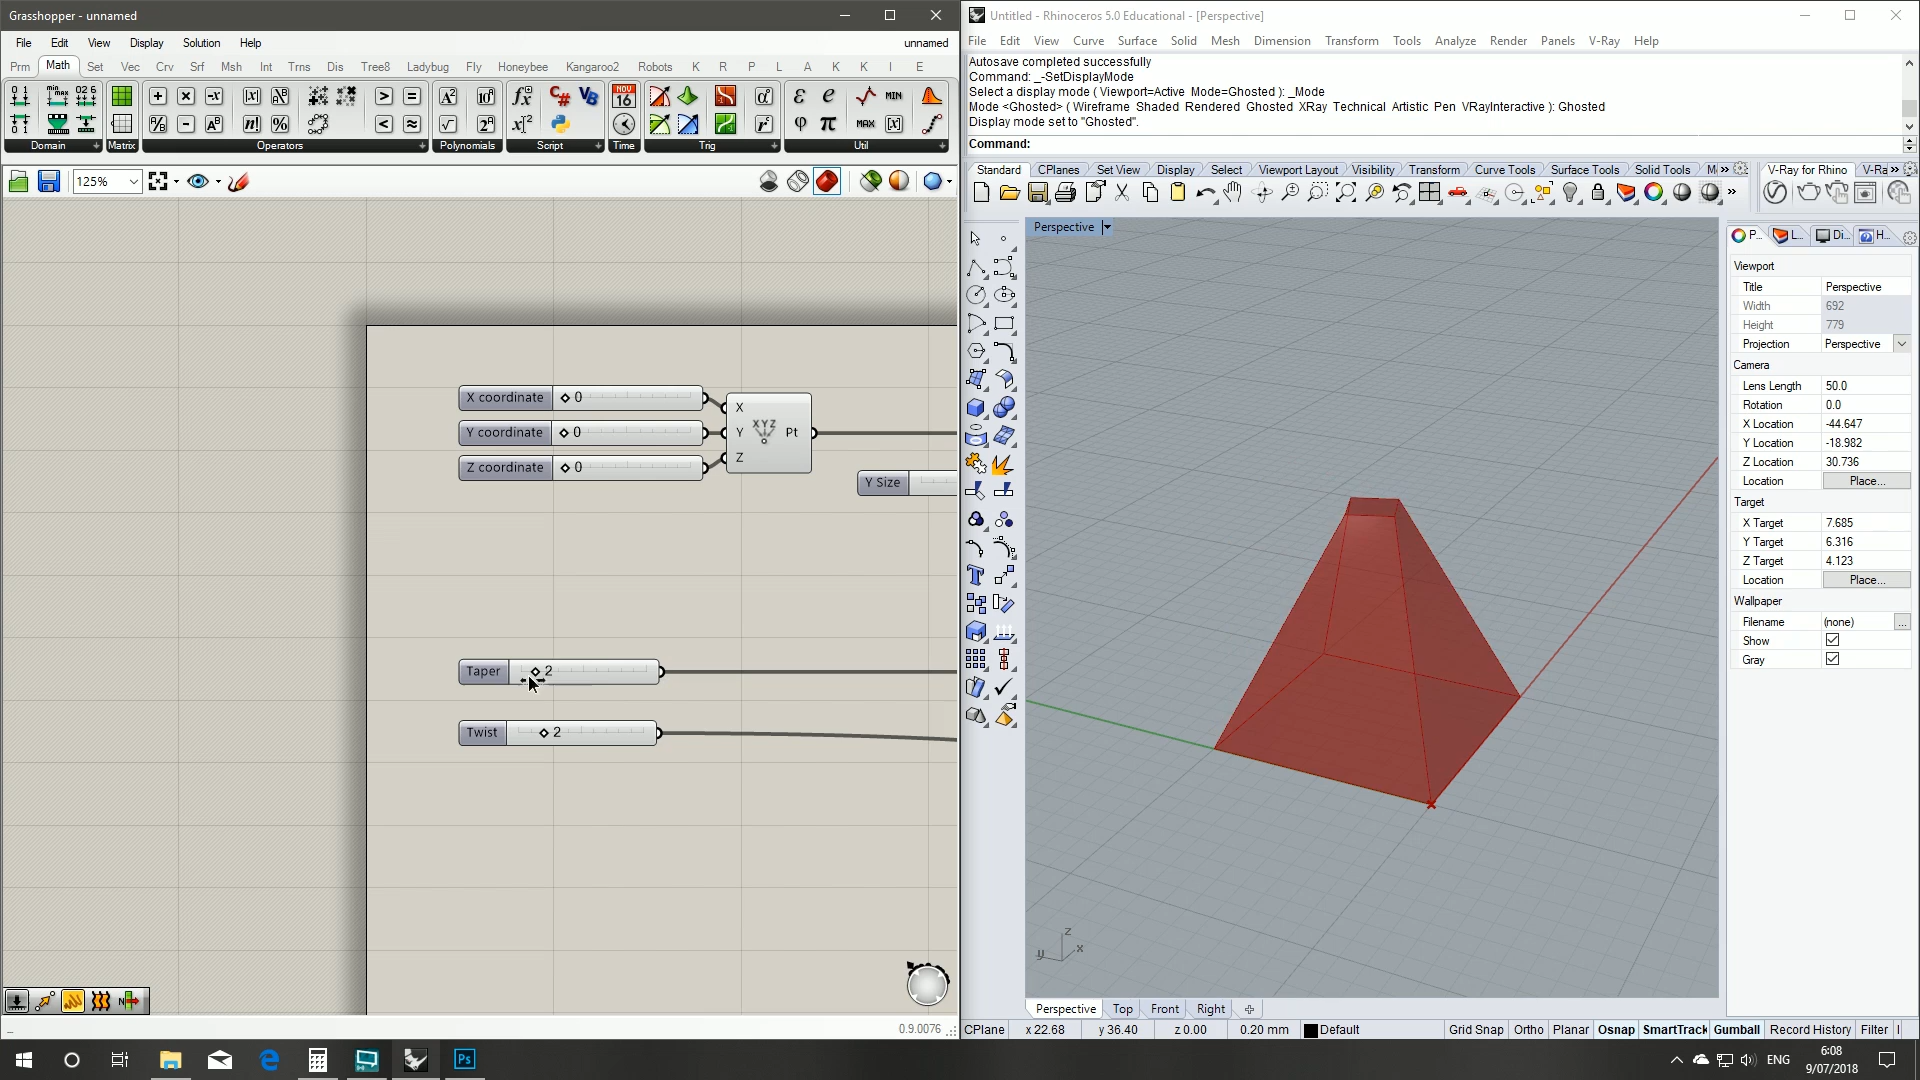 Grasshopper - unnamed
File Edit View Display Solution Help unnamed
Prm Math Set Vec Crv Srf Msh Int Trns Dis Tree8 Ladybug Fly Honeybee Kangaroo2 Robots K R P L A K K I E
Domain Matrix Operators Polynomials Script Time Trig Util
125%
X coordinate 0
Y coordinate 0
Z coordinate 0
X
Y
Z
XYZ
Pt
Y Size
Taper 2
Twist 2
0.9.0076
Untitled - Rhinoceros 5.0 Educational - [Perspective]
File Edit View Curve Surface Solid Mesh Dimension Transform Tools Analyze Render Panels V-Ray Help
Autosave completed successfully
Command: _-SetDisplayMode
Select a display mode ( Viewport=Active Mode=Ghosted ): _Mode
Mode <Ghosted> ( Wireframe Shaded Rendered Ghosted XRay Technical Artistic Pen VRayInteractive ): Ghosted
Display mode set to "Ghosted".
Command:
Standard CPlanes Set View Display Select Viewport Layout Visibility Transform Curve Tools Surface Tools Solid Tools M »
V-Ray for Rhino V-Ra »
Perspective
P... L... Di... H...
Viewport
Title Perspective
Width 692
Height 779
Projection Perspective
Camera
Lens Length 50.0
Rotation 0.0
X Location -44.647
Y Location -18.982
Z Location 30.736
Location Place...
Target
X Target 7.685
Y Target 6.316
Z Target 4.123
Location Place...
Wallpaper
Filename (none) ...
Show
Gray
z
y x
Perspective Top Front Right
CPlane x 22.68 y 36.40 z 0.00 0.20 mm Default Grid Snap Ortho Planar Osnap SmartTrack Gumball Record History Filter
Ps
ENG
6:08
9/07/2018